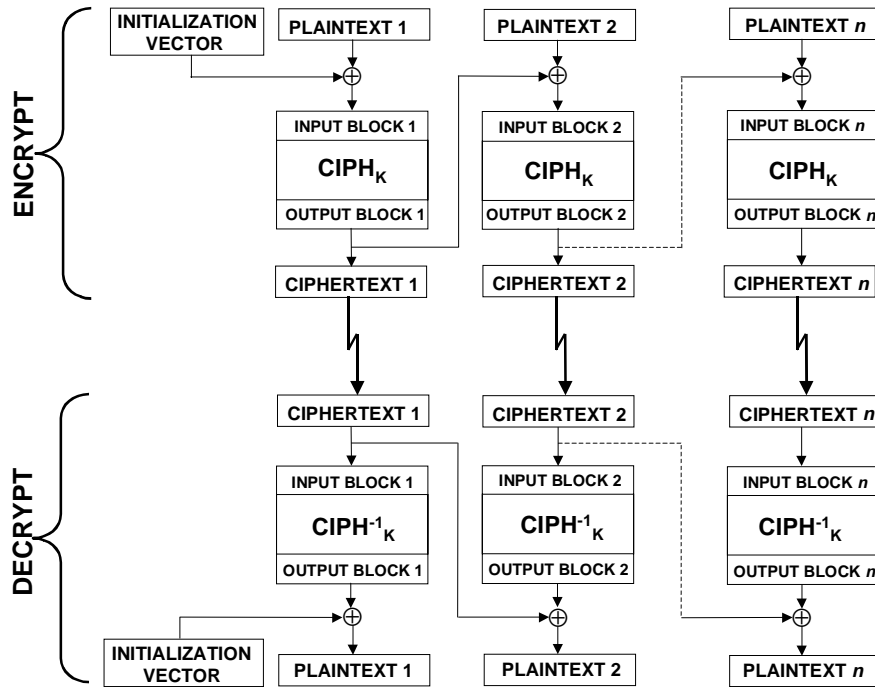 ENCRYPT
INITIALIZATION
VECTOR
PLAINTEXT 1
PLAINTEXT 2
PLAINTEXT n
INPUT BLOCK 1
INPUT BLOCK 2
INPUT BLOCK n
CIPHK
CIPHK
CIPHK
OUTPUT BLOCK 1
OUTPUT BLOCK 2
OUTPUT BLOCK n
CIPHERTEXT 1
CIPHERTEXT 2
CIPHERTEXT n
DECRYPT
CIPHERTEXT 1
CIPHERTEXT 2
CIPHERTEXT n
INPUT BLOCK 1
INPUT BLOCK 2
INPUT BLOCK n
CIPH-1K
CIPH-1K
CIPH-1K
OUTPUT BLOCK 1
OUTPUT BLOCK 2
OUTPUT BLOCK n
INITIALIZATION
VECTOR
PLAINTEXT 1
PLAINTEXT 2
PLAINTEXT n